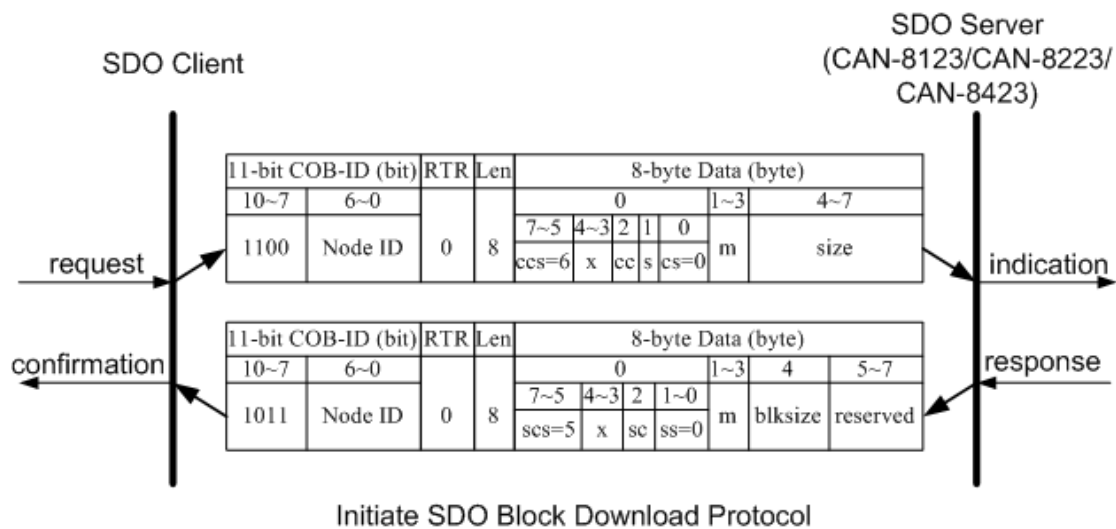 SDO Client
SDO Server
(CAN-8123/CAN-8223/
CAN-8423)
11-bit COB-ID (bit) RTR Len 8-byte Data (byte)
10~7 6~0 0 1~3 4~7
7~5 4~3 2 1 0
1100 Node ID 0 8 ccs=6 x cc s cs=0 m size
request
indication
11-bit COB-ID (bit) RTR Len 8-byte Data (byte)
confirmation
response
10~7 6~0 0 1~3 4 5~7
7~5 4~3 2 1~0
1011 Node ID 0 8 scs=5 x sc ss=0 m blksize reserved
Initiate SDO Block Download Protocol